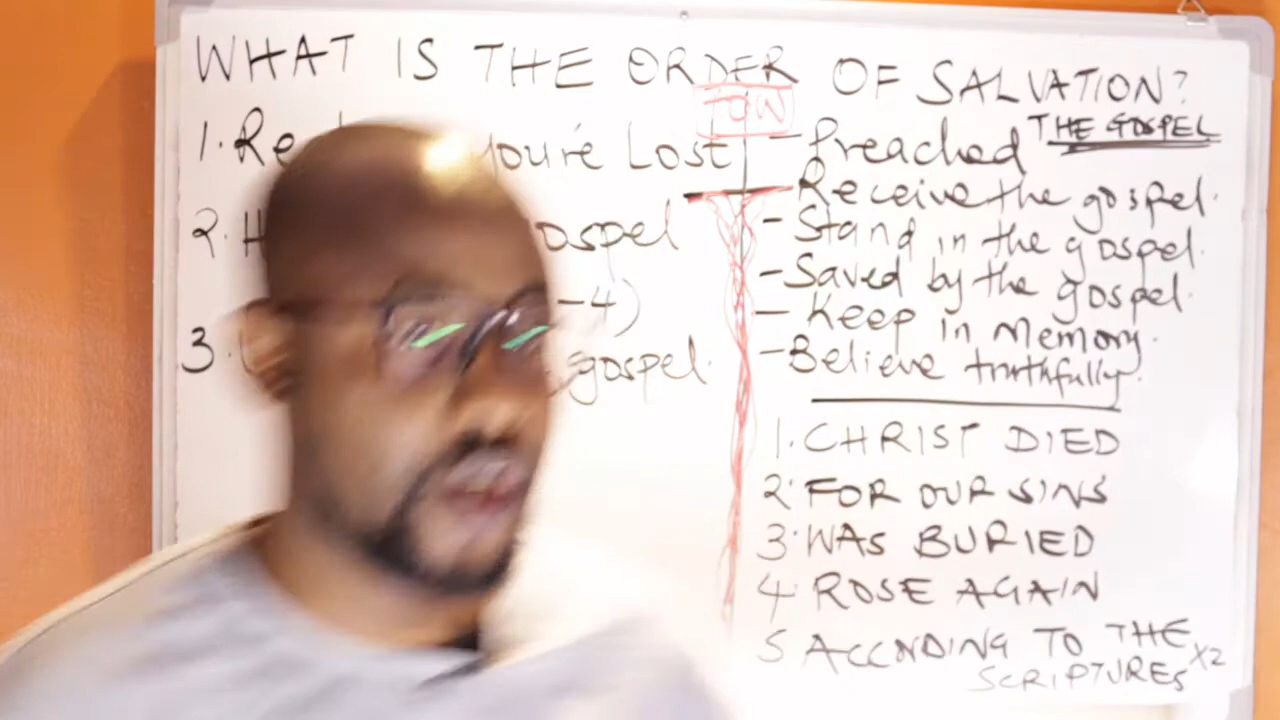 WHAT IS THE ORDER OF SALVATION?
1. you're Lost
2. gospel
-4)
3. gospel.
TOW
- Preached THE GOSPEL
- Receive the gospel.
- Stand in the gospel.
- Saved by the gospel.
- Keep in Memory.
- Believe truthfully.
1. CHRIST DIED
2. FOR OUR SINS
3. WAS BURIED
4. ROSE AGAIN
5 ACCORDING TO THE
SCRIPTURES X2